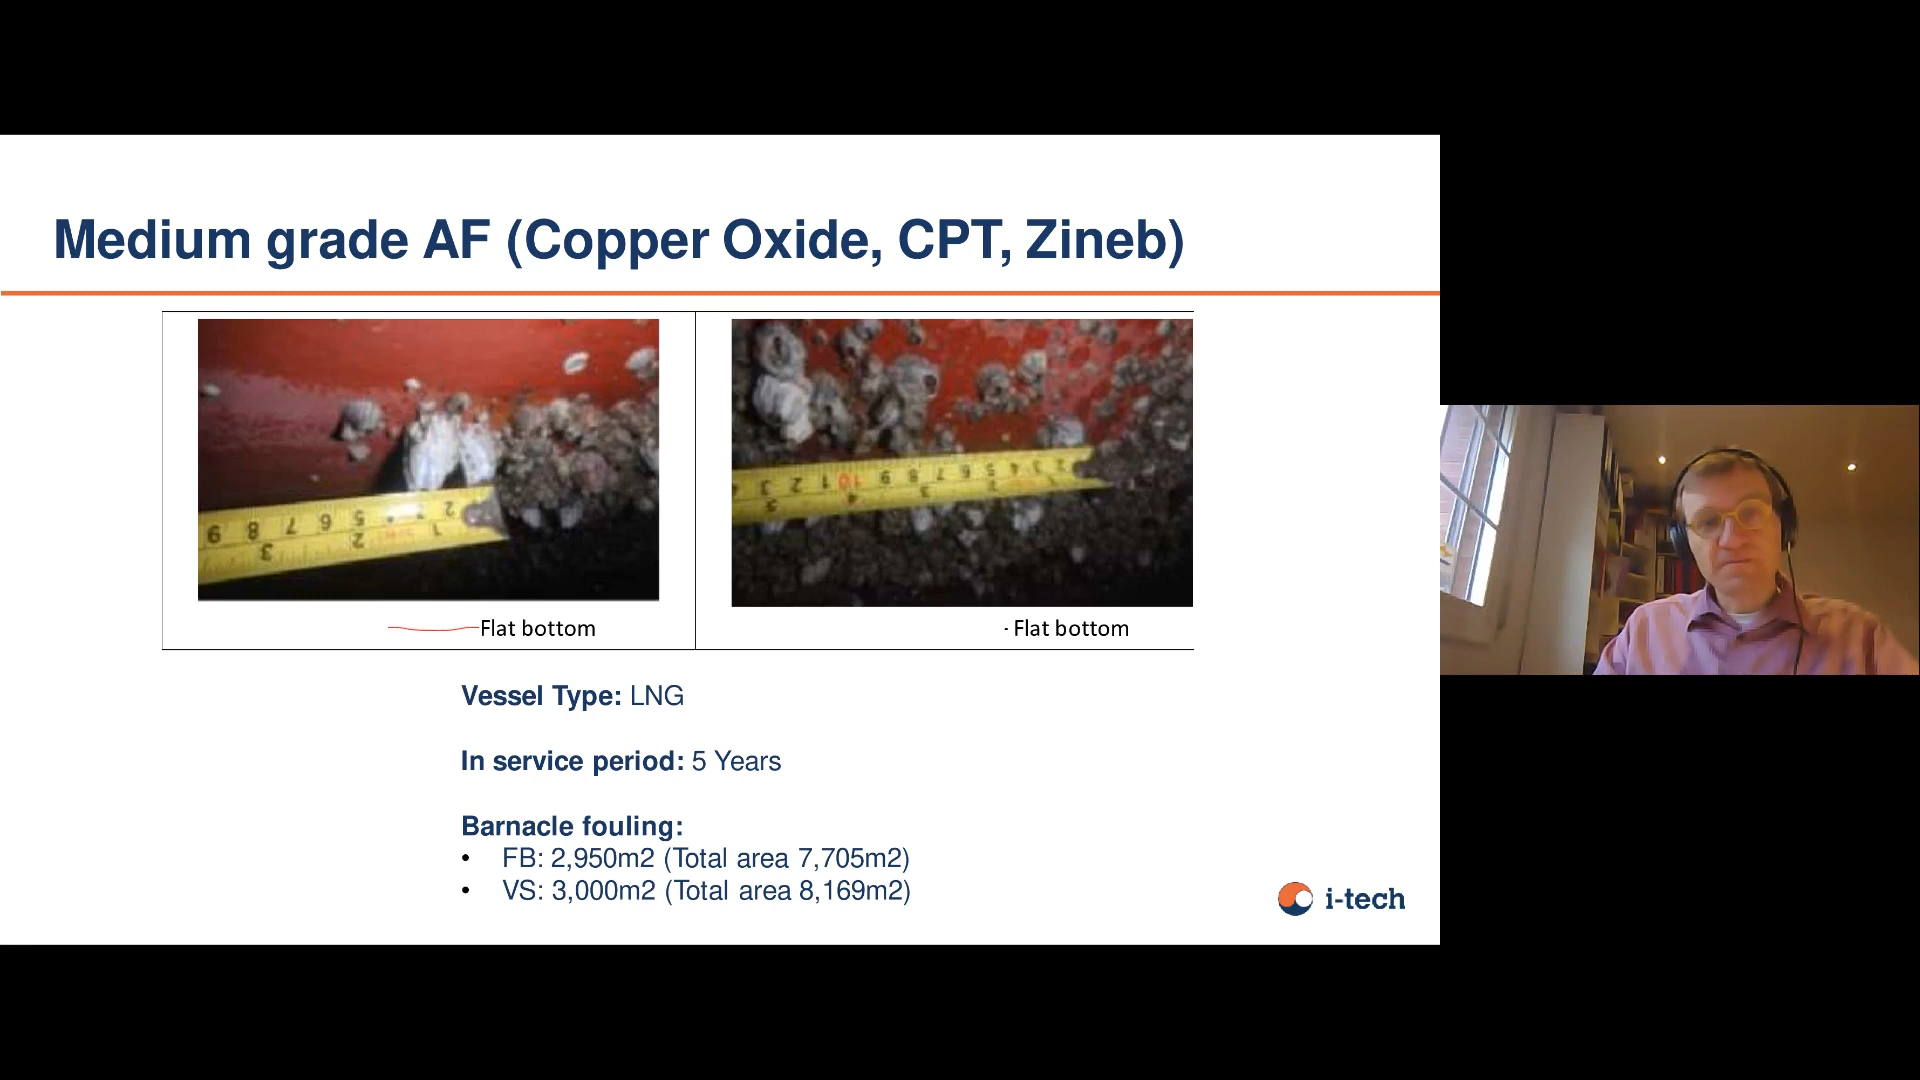 Medium grade AF (Copper Oxide, CPT, Zineb)
Flat bottom
· Flat bottom
Vessel Type: LNG
In service period: 5 Years
Barnacle fouling:
• FB: 2,950m2 (Total area 7,705m2)
• VS: 3,000m2 (Total area 8,169m2)
i-tech